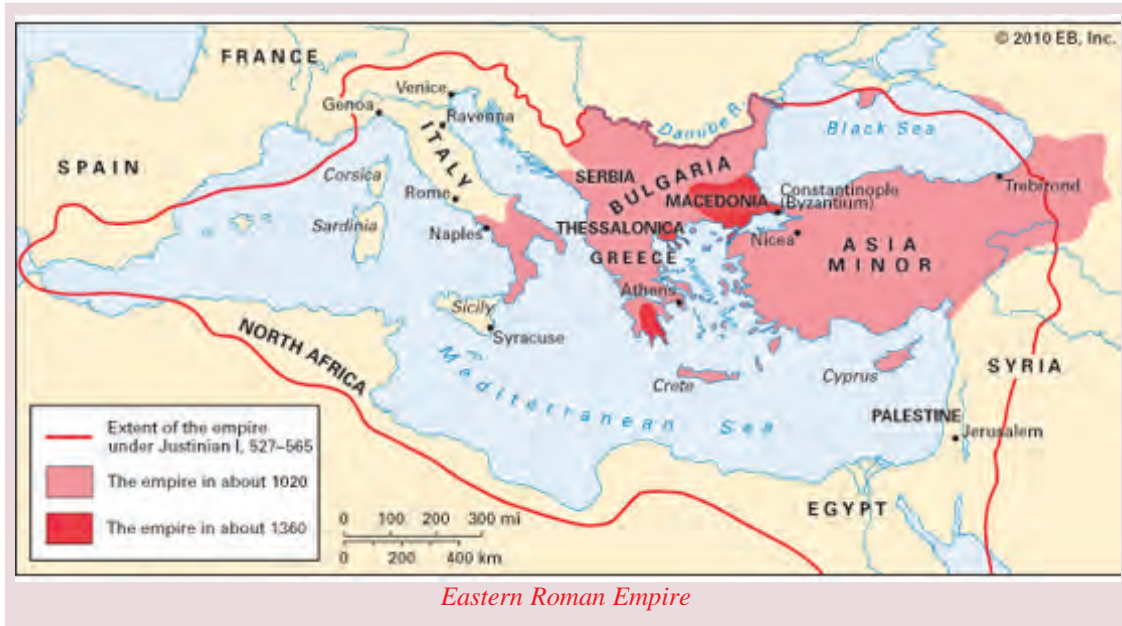 © 2010 EB, Inc.
FRANCE
Venice
Genoa
Ravenna
Danube R.
Black Sea
ITALY
SPAIN
Corsica
SERBIA
BULGARIA
Rome
MACEDONIA
Constantinople
(Byzantium)
Trebizond
Sardinia
Naples
THESSALONICA
Nicea
ASIA
MINOR
GREECE
Athens
Sicily
Syracuse
NORTH AFRICA
Crete
Cyprus
SYRIA
Mediterranean Sea
PALESTINE
Jerusalem
EGYPT
Extent of the empire
under Justinian I, 527–565
The empire in about 1020
The empire in about 1360
0 100 200 300 mi
0 200 400 km
Eastern Roman Empire